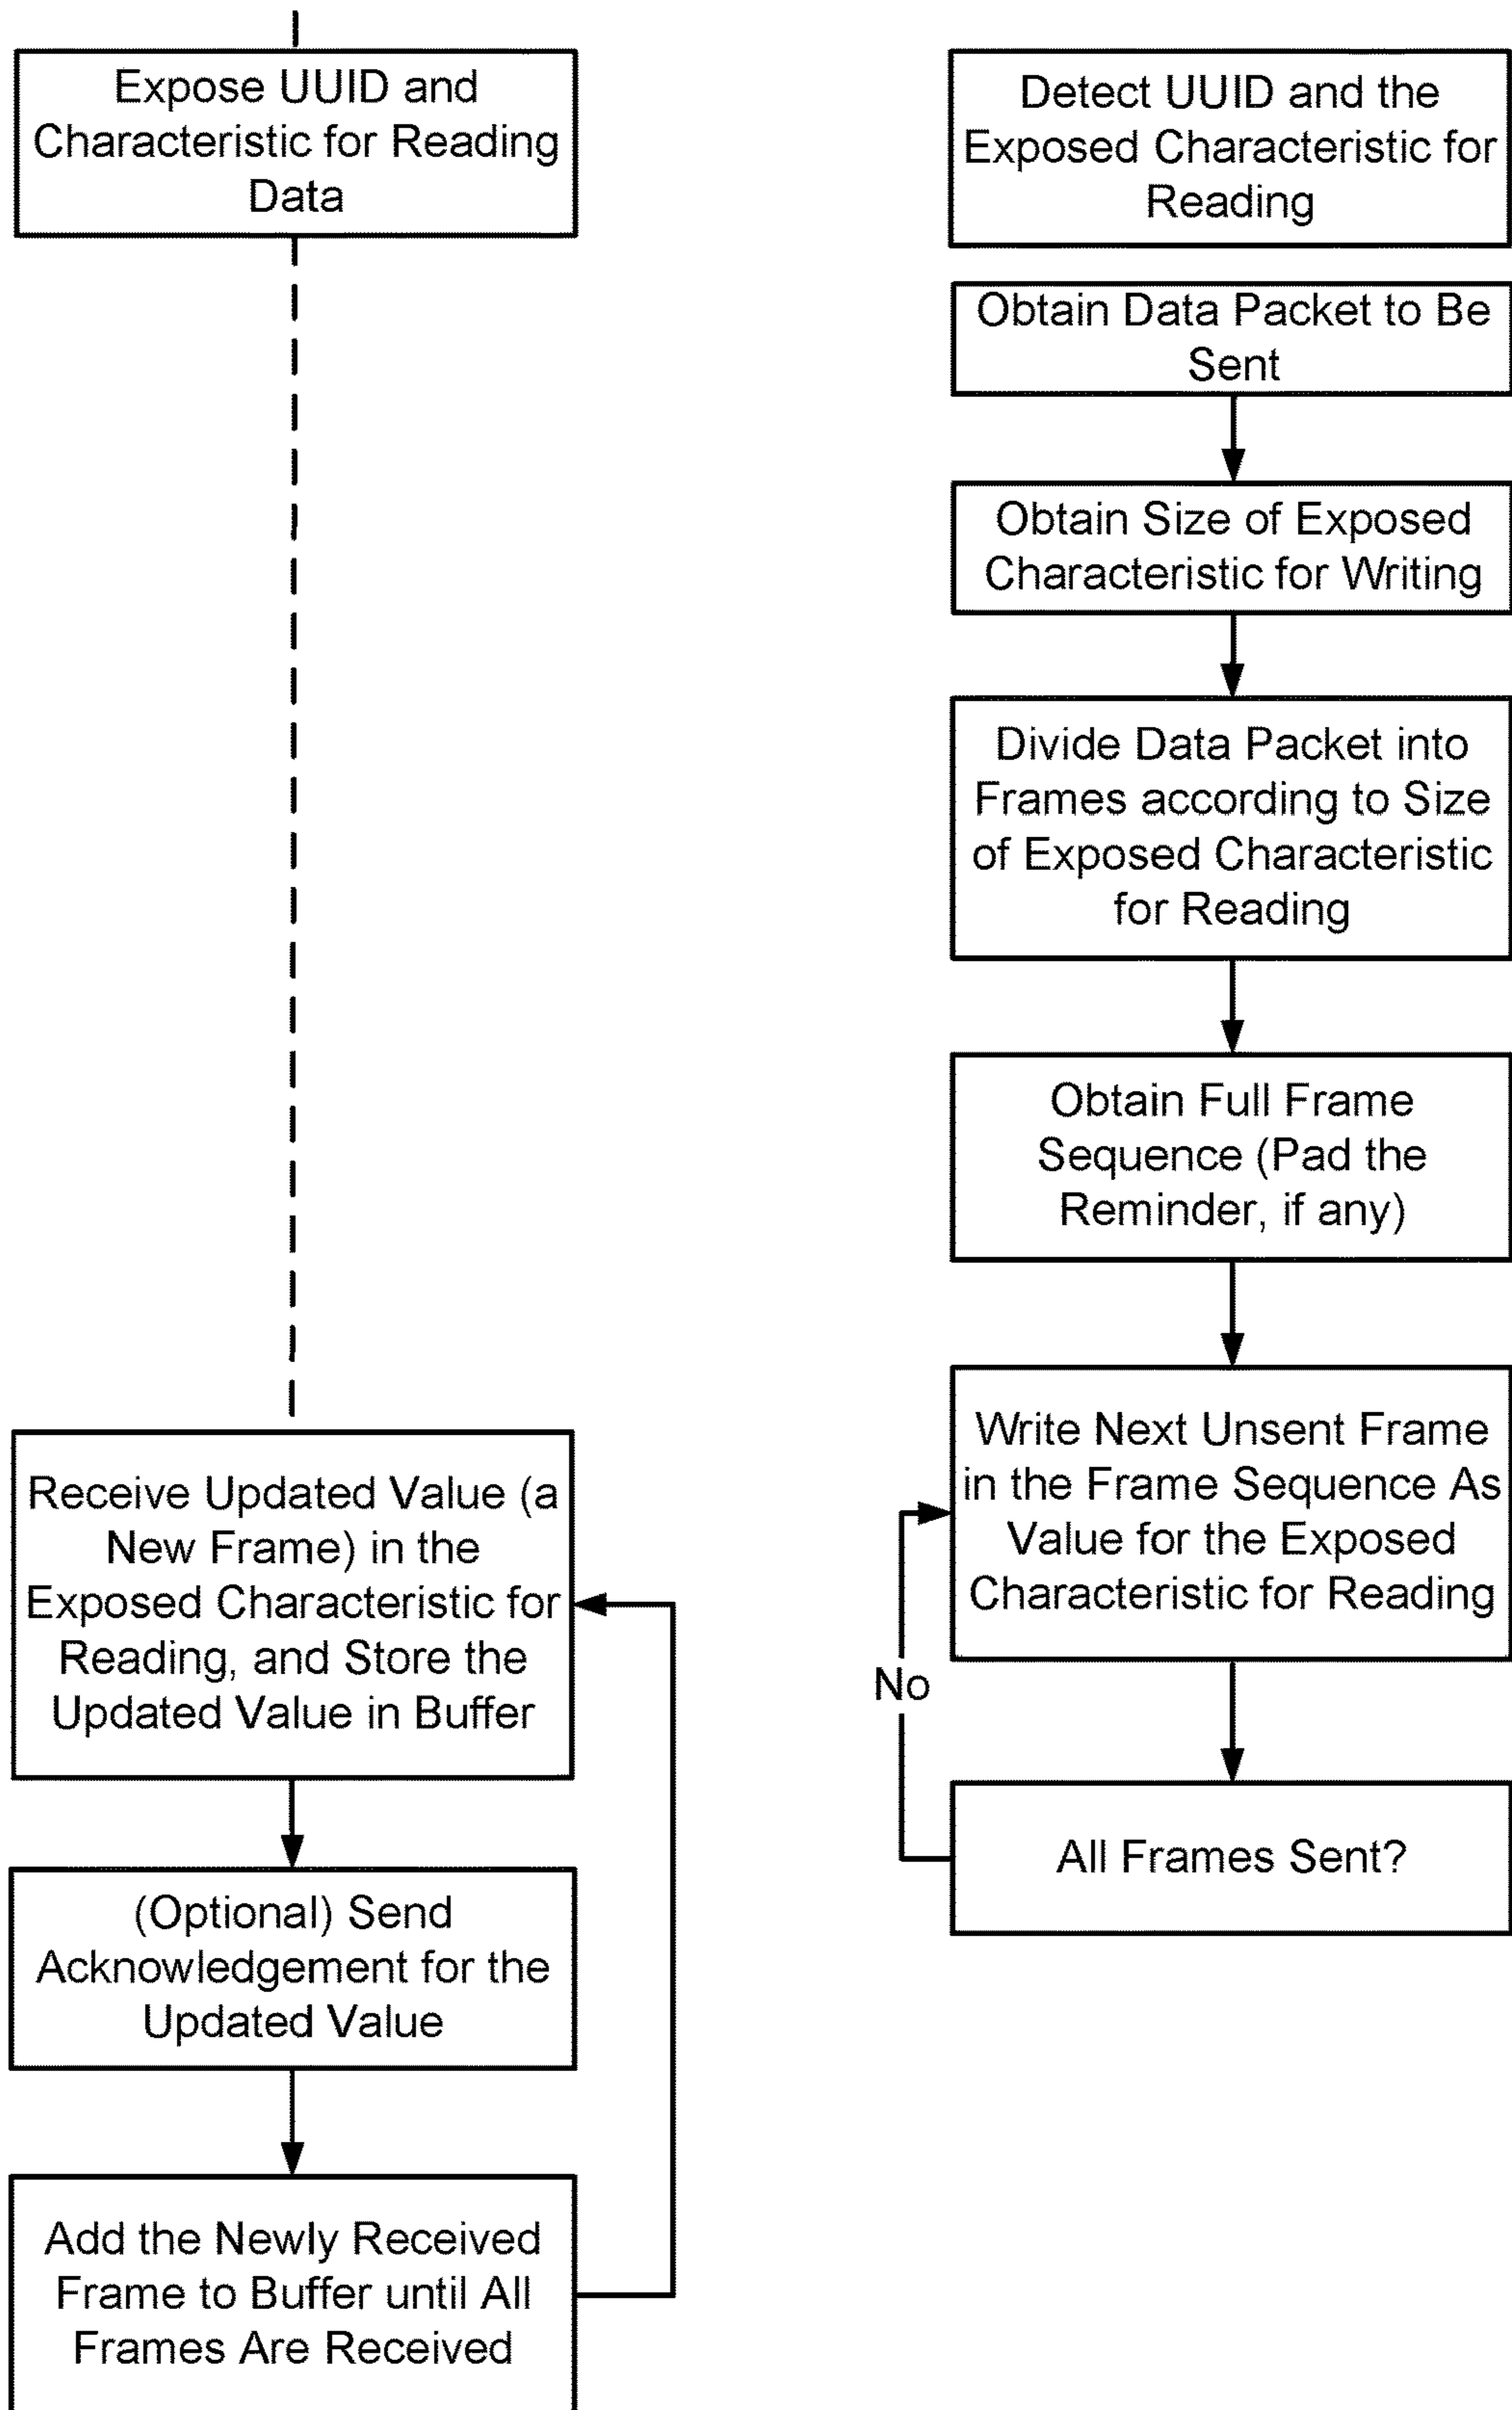 Expose UUID and
Characteristic for Reading
Data
Receive Updated Value (a
New Frame) in the
Exposed Characteristic for
Reading, and Store the
Updated Value in Buffer
(Optional) Send
Acknowledgement for the
Updated Value
Add the Newly Received
Frame to Buffer until All
Frames Are Received
Detect UUID and the
Exposed Characteristic for
Reading
Obtain Data Packet to Be
Sent
Obtain Size of Exposed
Characteristic for Writing
Divide Data Packet into
Frames according to Size
of Exposed Characteristic
for Reading
Obtain Full Frame
Sequence (Pad the
Reminder, if any)
Write Next Unsent Frame
in the Frame Sequence As
Value for the Exposed
Characteristic for Reading
No
All Frames Sent?